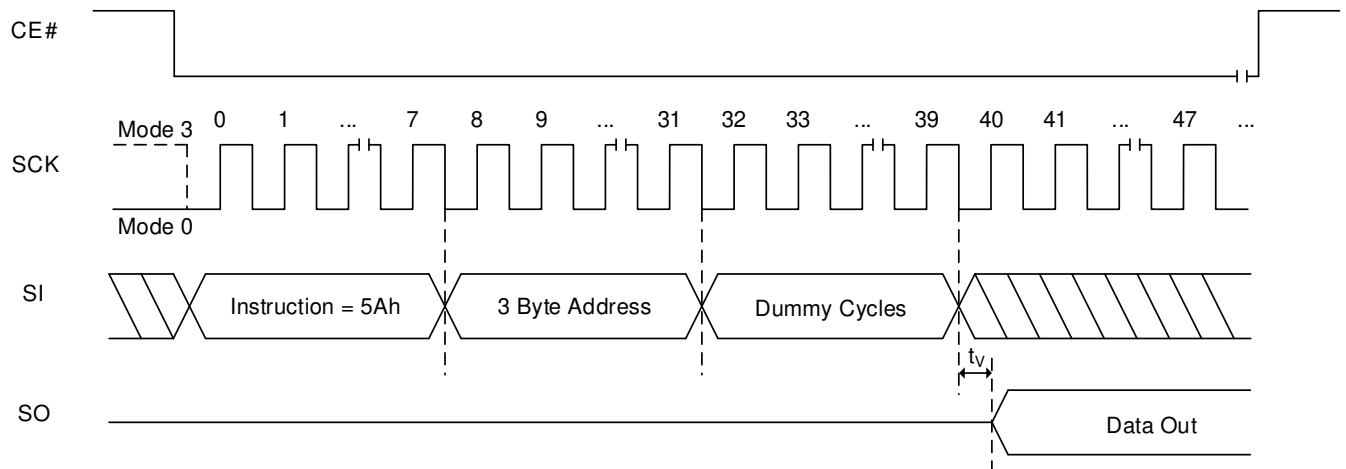 CE#
0 1 ... 7 8 9 ... 31 32 33 ... 39 40 41 ... 47 ...
Mode 3
SCK
Mode 0
SI
Instruction = 5Ah 3 Byte Address Dummy Cycles
tV
SO
Data Out